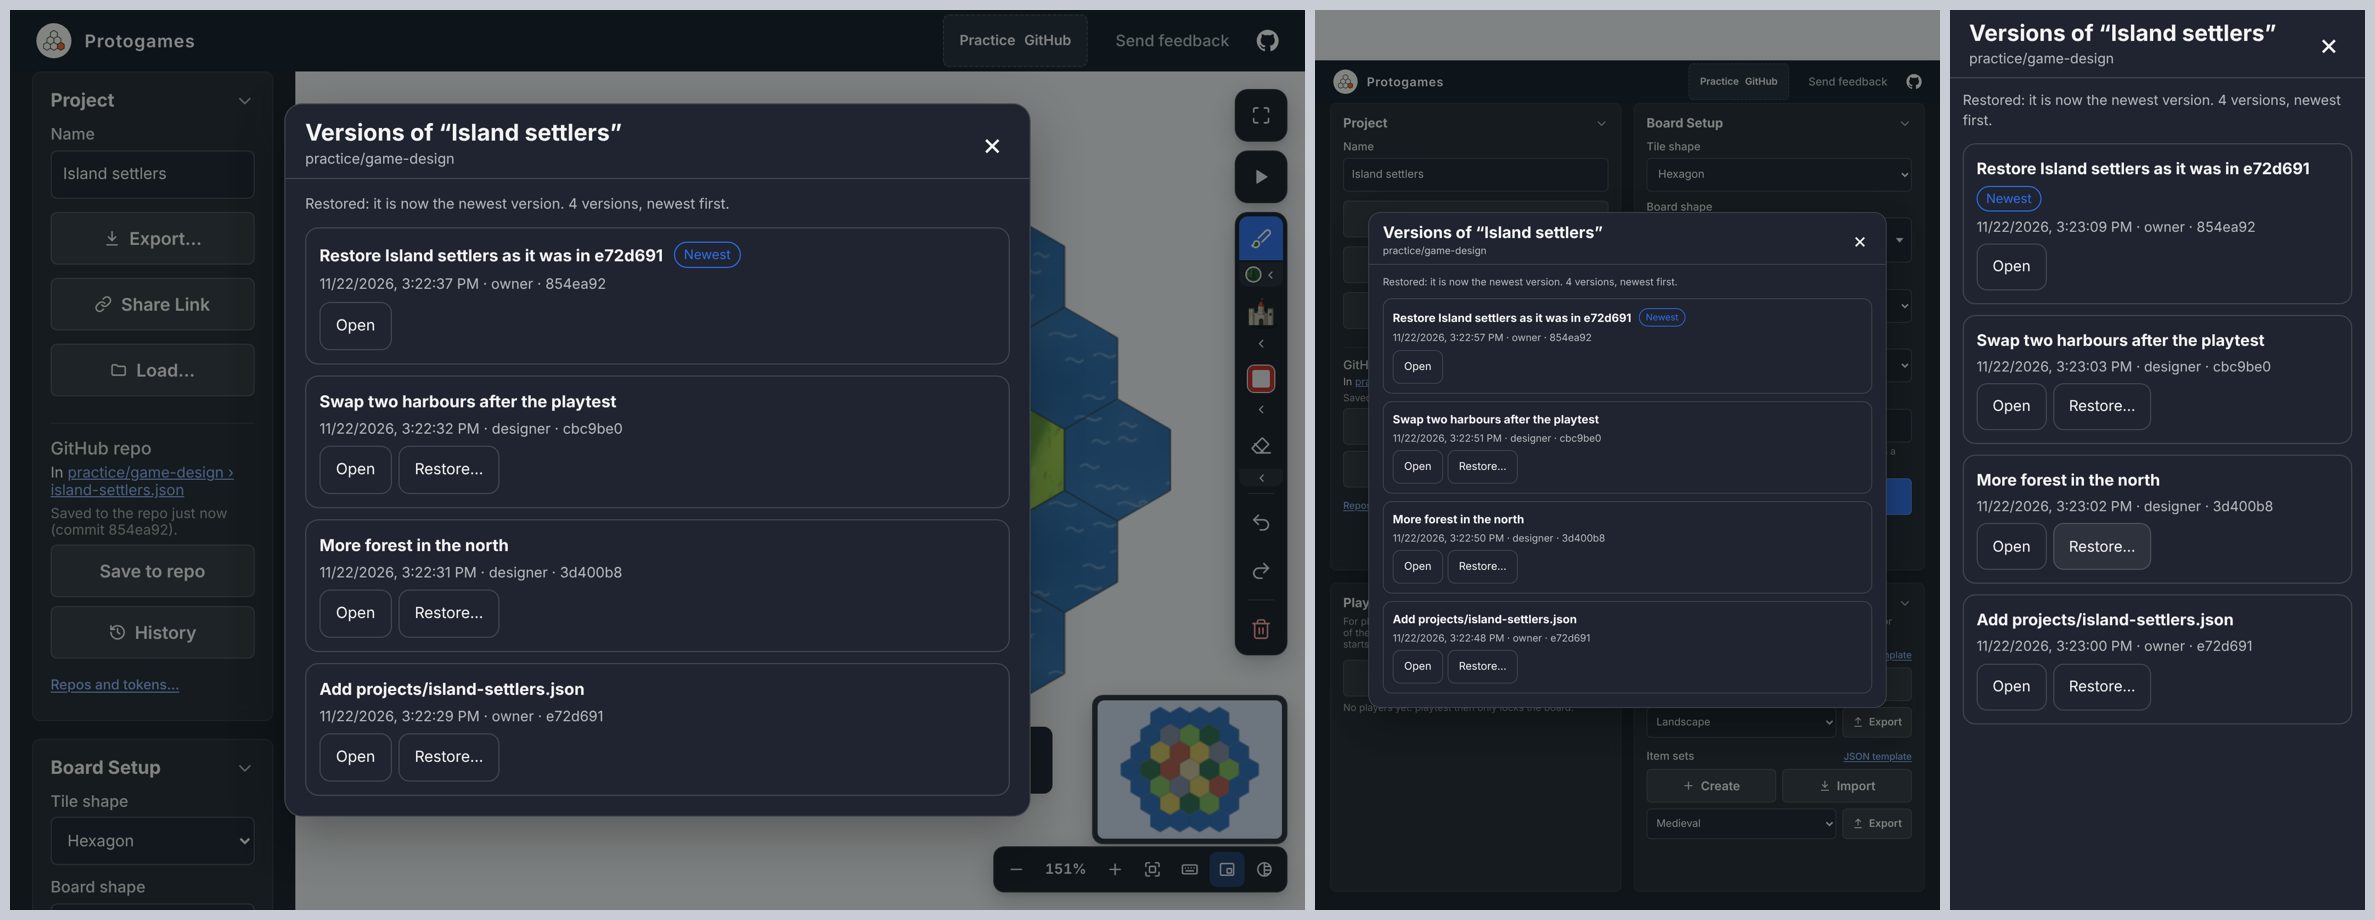 Protogames
Practice GitHub
Send feedback
Project
Name
Island settlers
Export...
Share Link
Load...
GitHub repo
In practice/game-design ›
island-settlers.json
Saved to the repo just now
(commit 854ea92).
Save to repo
History
Repos and tokens...
Board Setup
Tile shape
Hexagon
Board shape
Versions of “Island settlers”
practice/game-design
Restored: it is now the newest version. 4 versions, newest first.
Restore Island settlers as it was in e72d691 Newest
11/22/2026, 3:22:37 PM · owner · 854ea92
Open
Swap two harbours after the playtest
11/22/2026, 3:22:32 PM · designer · cbc9be0
Open Restore...
More forest in the north
11/22/2026, 3:22:31 PM · designer · 3d400b8
Open Restore...
Add projects/island-settlers.json
11/22/2026, 3:22:29 PM · owner · e72d691
Open Restore...
151%
Protogames
Practice GitHub
Send feedback
Project
Name
Island settlers
Board Setup
Tile shape
Hexagon
Board shape
Versions of “Island settlers”
practice/game-design
Restored: it is now the newest version. 4 versions, newest first.
Restore Island settlers as it was in e72d691 Newest
11/22/2026, 3:22:57 PM · owner · 854ea92
Open
Swap two harbours after the playtest
11/22/2026, 3:22:51 PM · designer · cbc9be0
Open Restore...
More forest in the north
11/22/2026, 3:22:50 PM · designer · 3d400b8
Open Restore...
Add projects/island-settlers.json
11/22/2026, 3:22:48 PM · owner · e72d691
Open Restore...
No players yet: playtest then only locks the board.
Landscape
Export
Item sets
JSON template
Create
Import
Medieval
Export
Versions of “Island settlers”
practice/game-design
Restored: it is now the newest version. 4 versions, newest
first.
Restore Island settlers as it was in e72d691
Newest
11/22/2026, 3:23:09 PM · owner · 854ea92
Open
Swap two harbours after the playtest
11/22/2026, 3:23:03 PM · designer · cbc9be0
Open Restore...
More forest in the north
11/22/2026, 3:23:02 PM · designer · 3d400b8
Open Restore...
Add projects/island-settlers.json
11/22/2026, 3:23:00 PM · owner · e72d691
Open Restore...